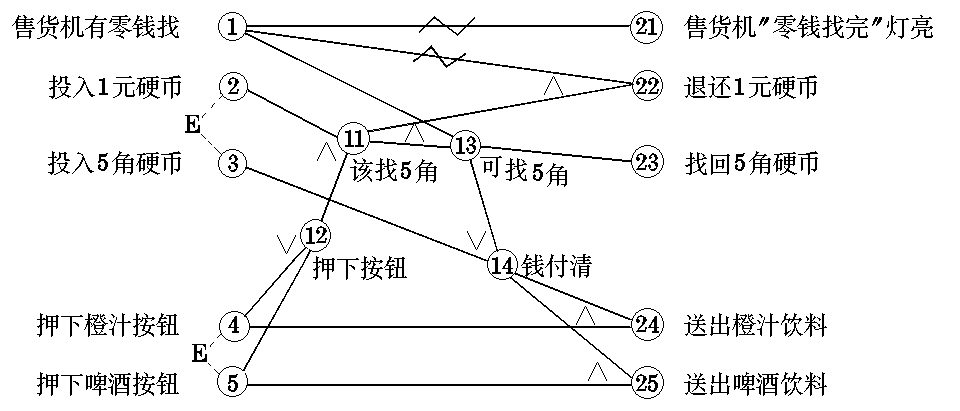 售货机有零钱找 1 21 售货机"零钱找完"灯亮
投入1元硬币 2 22 退还1元硬币
E
11 13
投入5角硬币 3 23 找回5角硬币
该找5角 可找5角
12
14 钱付清
押下按钮
押下橙汁按钮 4 24 送出橙汁饮料
E
押下啤酒按钮 5 25 送出啤酒饮料